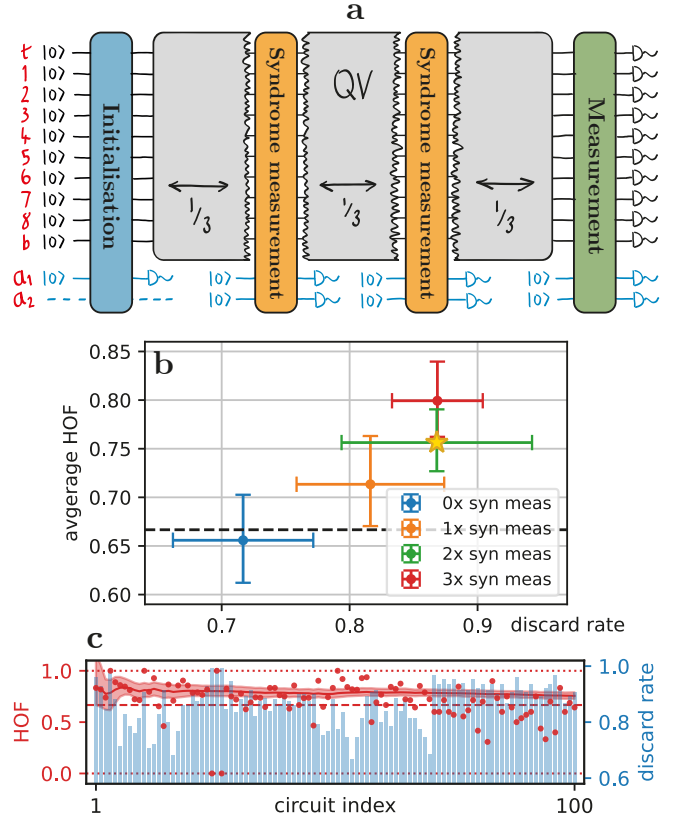 a
t |0⟩
1 |0⟩
2 |0⟩
3 |0⟩
4 |0⟩
5 |0⟩
6 |0⟩
7 |0⟩
8 |0⟩
b |0⟩
a₁ |0⟩ |0⟩ |0⟩ |0⟩
a₂ |0⟩ |0⟩ |0⟩
Initialisation
1/3
Syndrome measurement
QV
1/3
Syndrome measurement
1/3
Measurement
b
avgerage HOF
0.85
0.80
0.75
0.70
0.65
0.60
0x syn meas
1x syn meas
2x syn meas
3x syn meas
0.7 0.8 0.9 discard rate
c
HOF
1.0
0.5
0.0
1.0
0.8
0.6
discard rate
1 circuit index 100